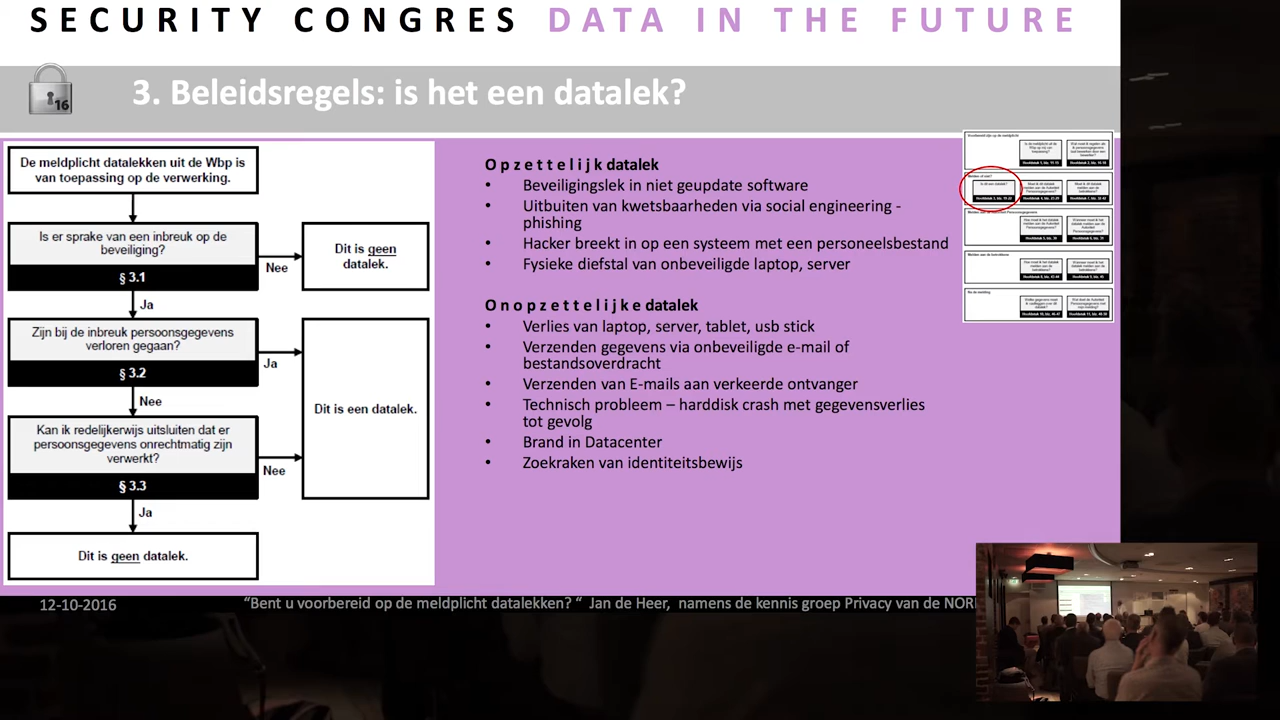 SECURITY CONGRES DATA IN THE FUTURE
16
3. Beleidsregels: is het een datalek?
De meldplicht datalekken uit de Wbp is
van toepassing op de verwerking.
Is er sprake van een inbreuk op de
beveiliging?
§ 3.1
Nee
Dit is geen
datalek.
Ja
Zijn bij de inbreuk persoonsgegevens
verloren gegaan?
§ 3.2
Ja
Dit is een datalek.
Nee
Kan ik redelijkerwijs uitsluiten dat er
persoonsgegevens onrechtmatig zijn
verwerkt?
§ 3.3
Nee
Ja
Dit is geen datalek.
Opzettelijk datalek
• Beveiligingslek in niet geupdate software
• Uitbuiten van kwetsbaarheden via social engineering -
phishing
• Hacker breekt in op een systeem met een personeelsbestand
• Fysieke diefstal van onbeveiligde laptop, server
Onopzettelijke datalek
• Verlies van laptop, server, tablet, usb stick
• Verzenden gegevens via onbeveiligde e-mail of
bestandsoverdracht
• Verzenden van E-mails aan verkeerde ontvanger
• Technisch probleem – harddisk crash met gegevensverlies
tot gevolg
• Brand in Datacenter
• Zoekraken van identiteitsbewijs
12-10-2016
“Bent u voorbereid op de meldplicht datalekken? “ Jan de Heer, namens de kennis groep Privacy van de